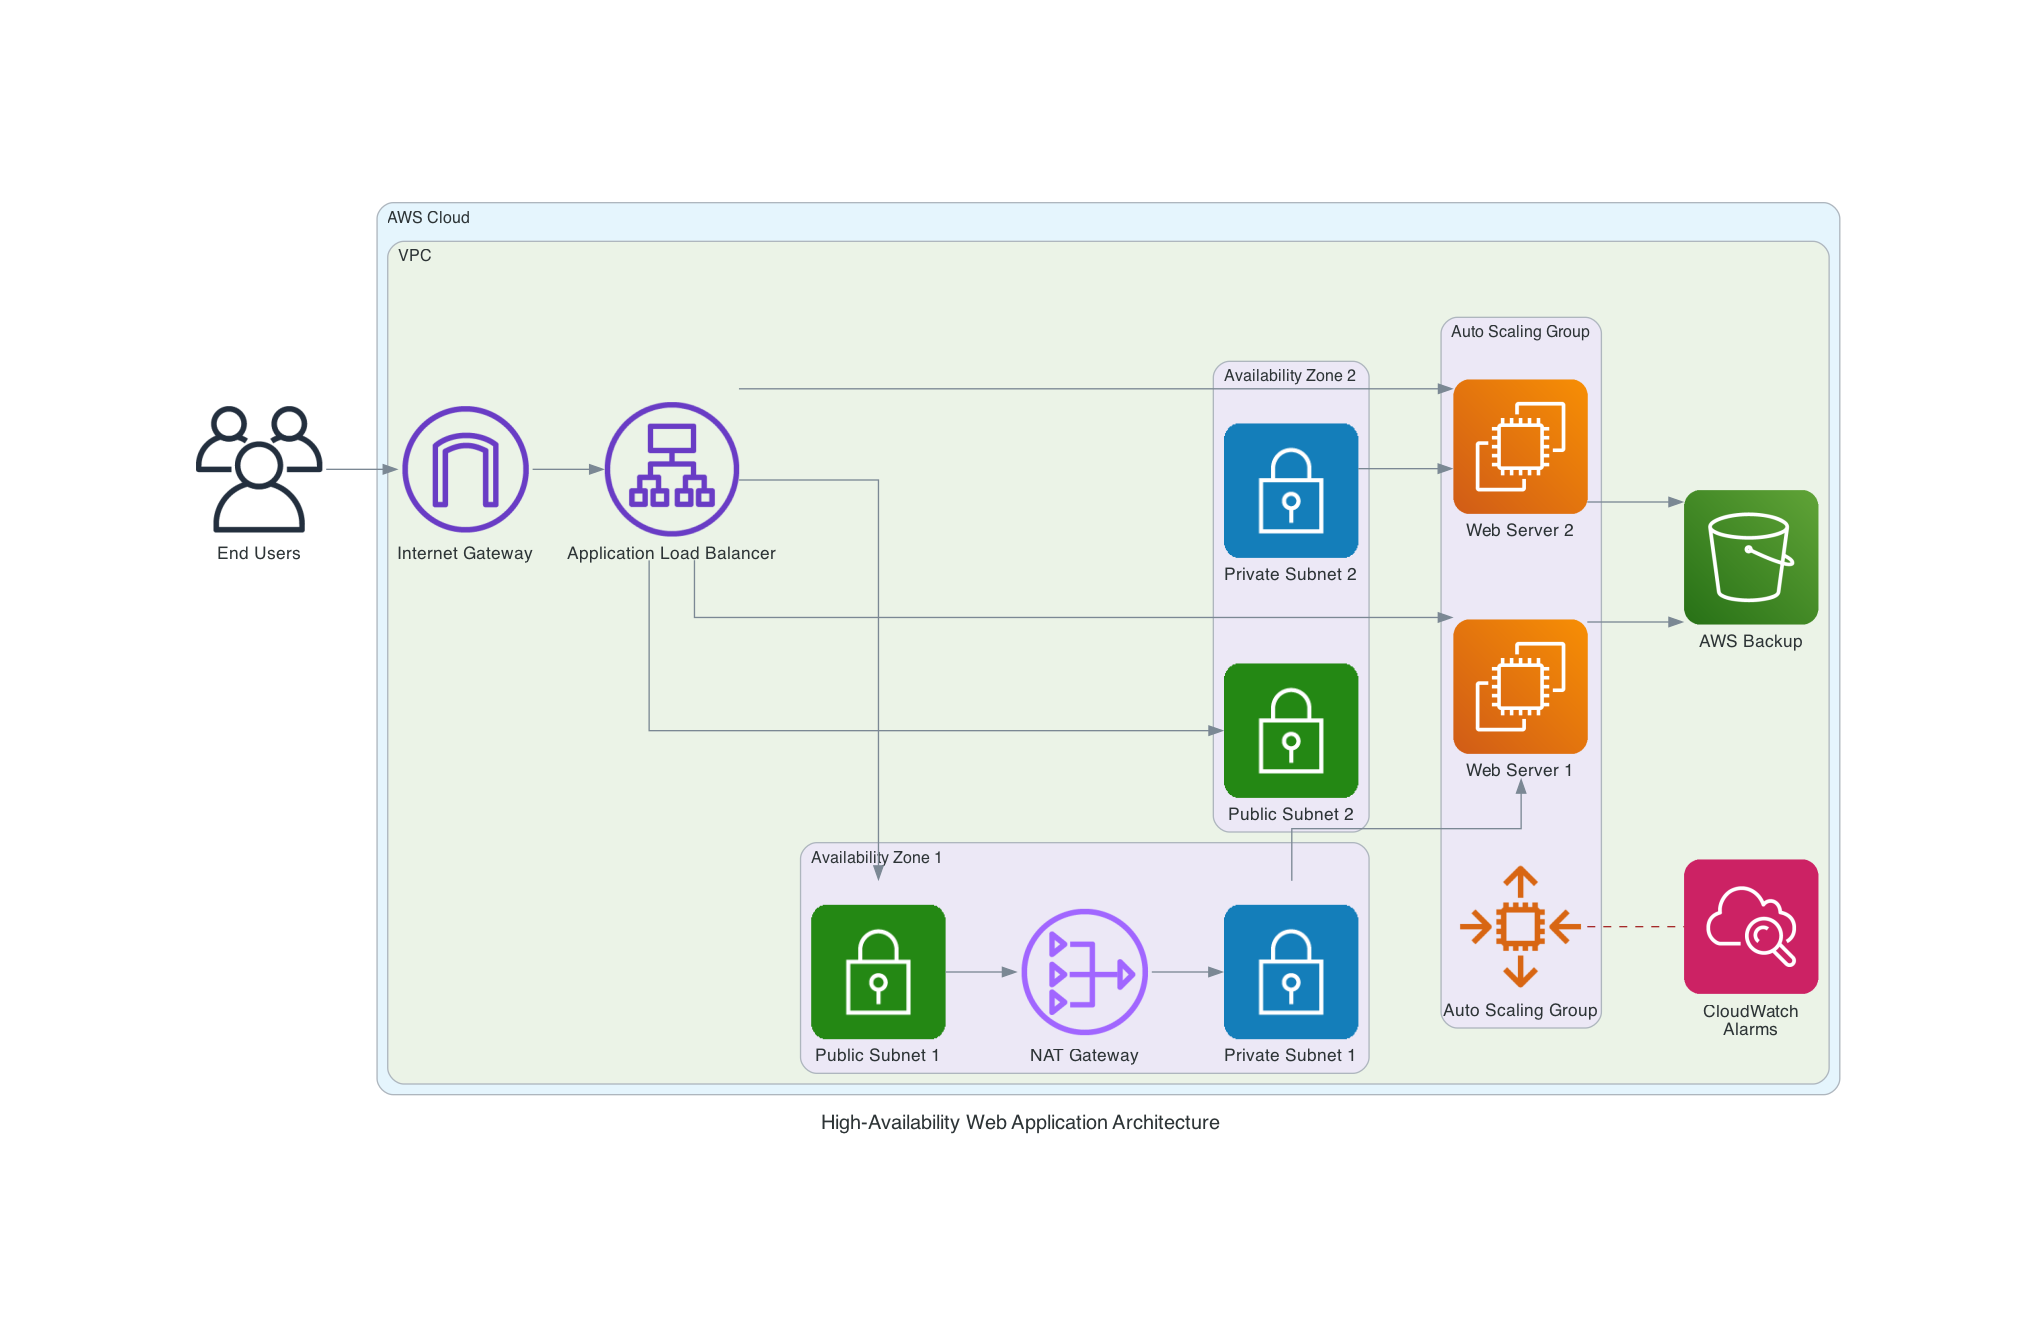 AWS Cloud
VPC
Auto Scaling Group
Availability Zone 2
Web Server 2
End Users
Internet Gateway
Application Load Balancer
Private Subnet 2
AWS Backup
Web Server 1
Public Subnet 2
Availability Zone 1
Auto Scaling Group
CloudWatch
Alarms
Public Subnet 1
NAT Gateway
Private Subnet 1
High-Availability Web Application Architecture